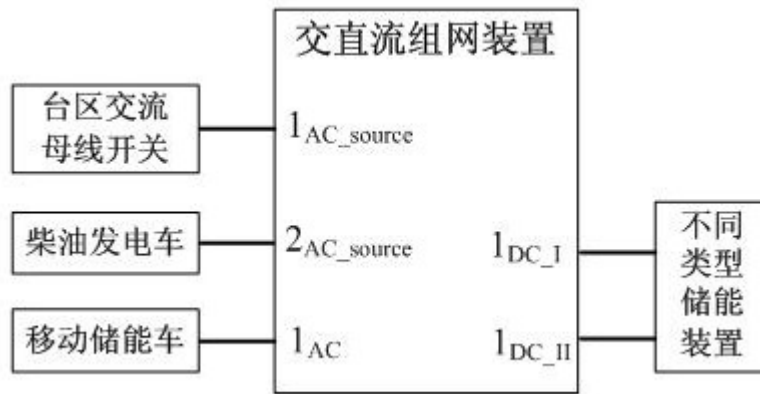 交直流组网装置
台区交流
母线开关
1AC_source
柴油发电车
2AC_source
移动储能车
1AC
1DC_I
1DC_II
不同
类型
储能
装置